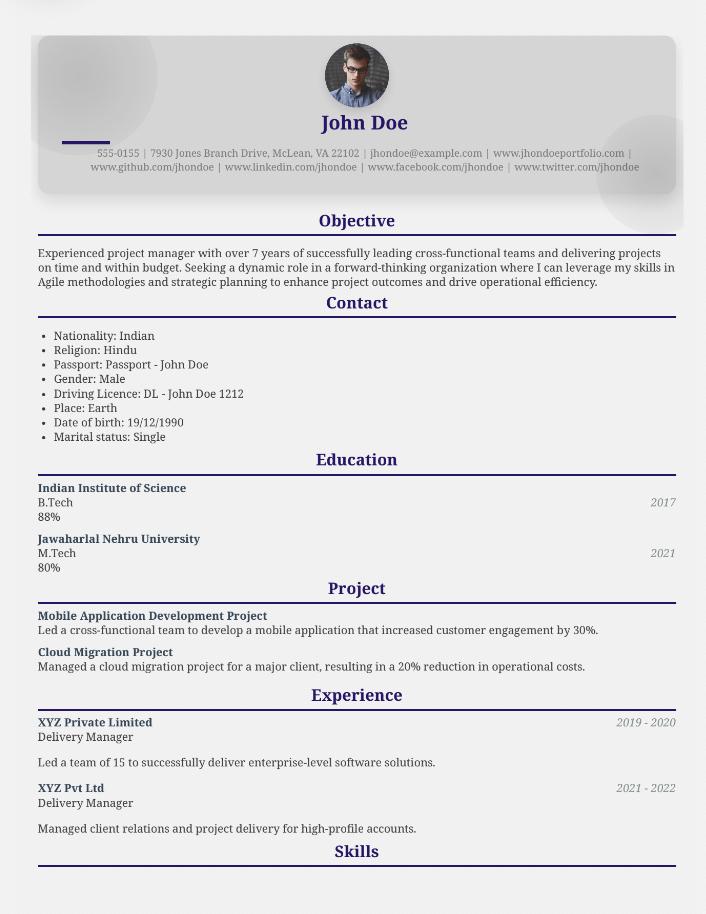 John Doe
555-0155 | 7930 Jones Branch Drive, McLean, VA 22102 | jhondoe@example.com | www.jhondoeportfolio.com |
www.github.com/jhondoe | www.linkedin.com/jhondoe | www.facebook.com/jhondoe | www.twitter.com/jhondoe
Objective
Experienced project manager with over 7 years of successfully leading cross-functional teams and delivering projects
on time and within budget. Seeking a dynamic role in a forward-thinking organization where I can leverage my skills in
Agile methodologies and strategic planning to enhance project outcomes and drive operational efficiency.
Contact
• Nationality: Indian
• Religion: Hindu
• Passport: Passport - John Doe
• Gender: Male
• Driving Licence: DL - John Doe 1212
• Place: Earth
• Date of birth: 19/12/1990
• Marital status: Single
Education
Indian Institute of Science
B.Tech 2017
88%
Jawaharlal Nehru University
M.Tech 2021
80%
Project
Mobile Application Development Project
Led a cross-functional team to develop a mobile application that increased customer engagement by 30%.
Cloud Migration Project
Managed a cloud migration project for a major client, resulting in a 20% reduction in operational costs.
Experience
XYZ Private Limited 2019 - 2020
Delivery Manager
Led a team of 15 to successfully deliver enterprise-level software solutions.
XYZ Pvt Ltd 2021 - 2022
Delivery Manager
Managed client relations and project delivery for high-profile accounts.
Skills